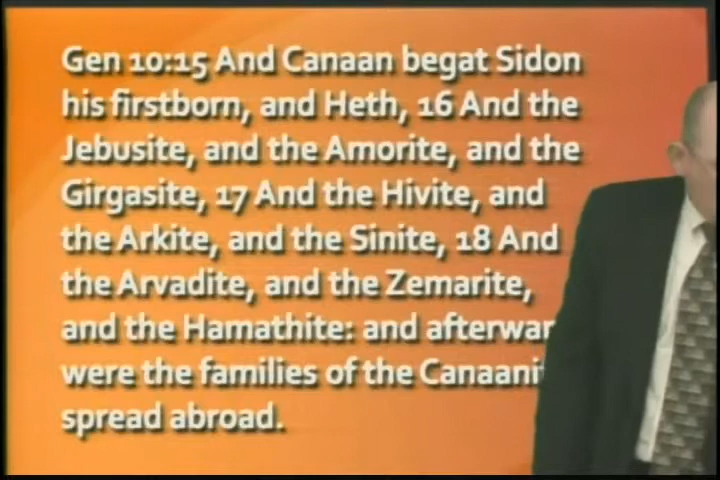 Gen 10:15 And Canaan begat Sidon
his firstborn, and Heth, 16 And the
Jebusite, and the Amorite, and the
Girgasite, 17 And the Hivite, and
the Arkite, and the Sinite, 18 And
the Arvadite, and the Zemarite,
and the Hamathite: and afterwar
were the families of the Canaani
spread abroad.